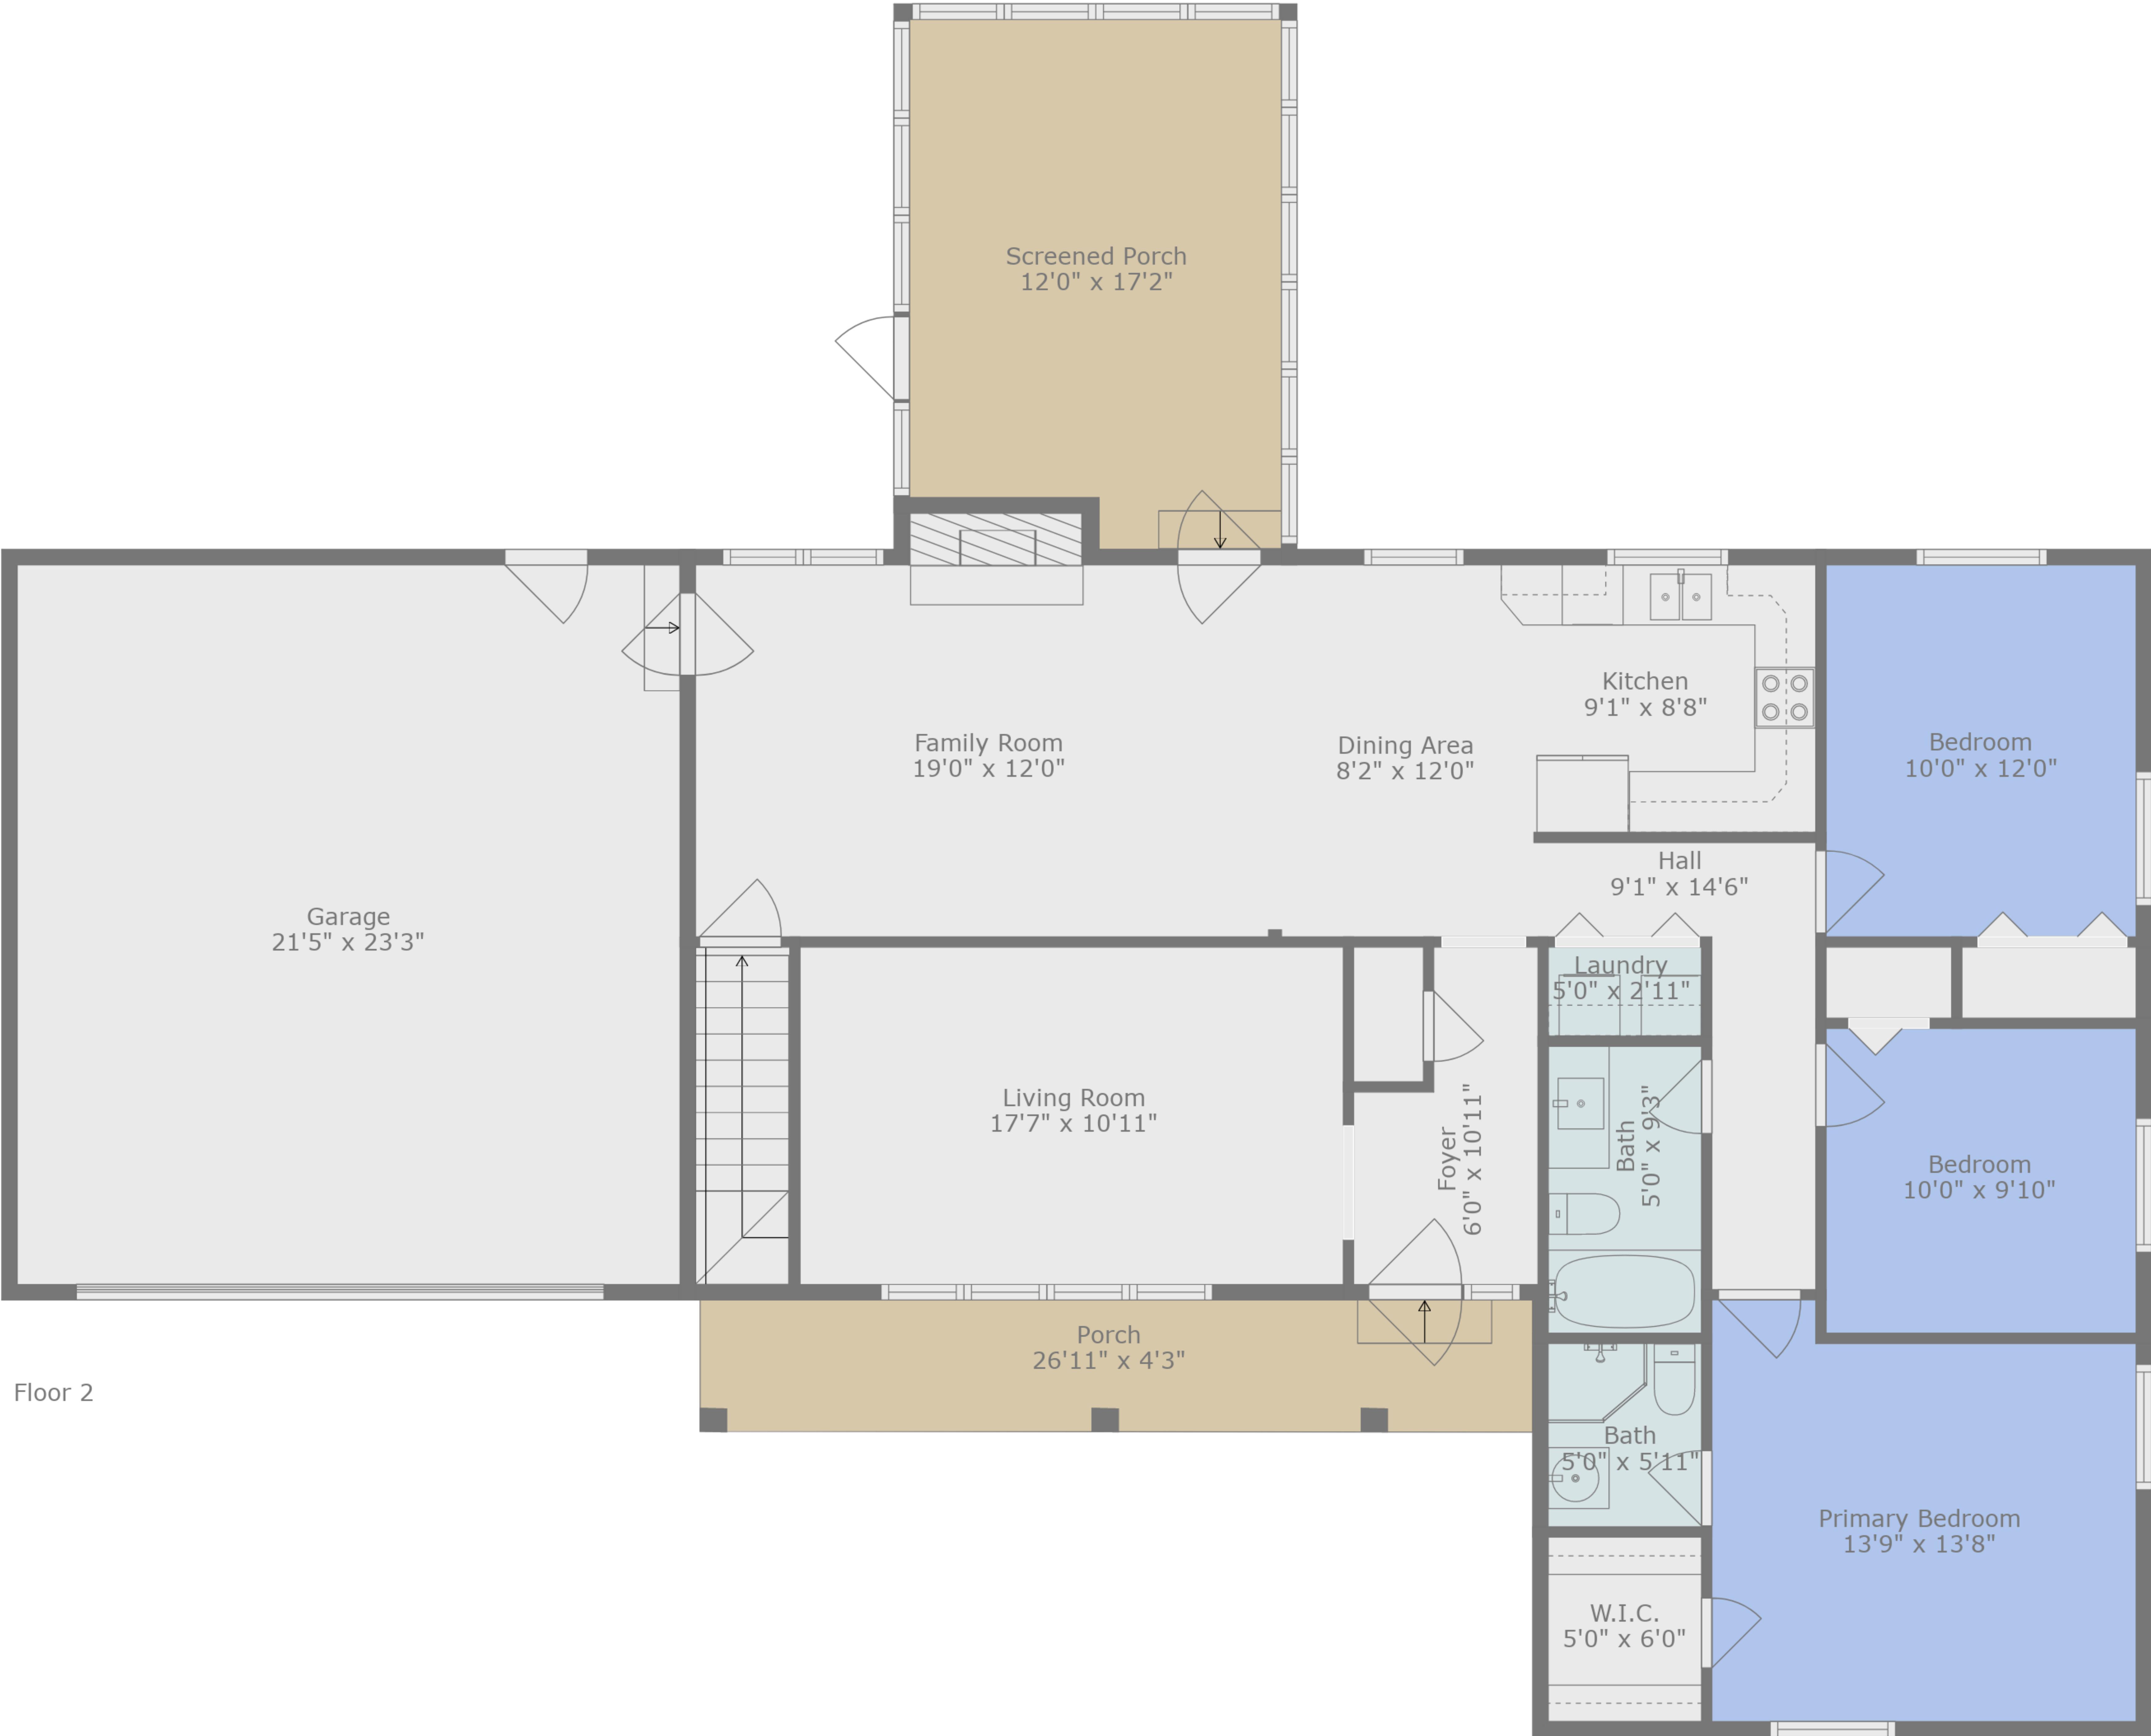 Screened Porch
12'0" x 17'2"
Kitchen
9'1" x 8'8"
Family Room
19'0" x 12'0"
Dining Area
8'2" x 12'0"
Bedroom
10'0" x 12'0"
Hall
9'1" x 14'6"
Garage
21'5" x 23'3"
Laundry
5'0" x 2'11"
Living Room
17'7" x 10'11"
Foyer
6'0" x 10'11"
Bath
5'0" x 9'3"
Bedroom
10'0" x 9'10"
Porch
26'11" x 4'3"
Floor 2
Bath
5'0" x 5'11"
Primary Bedroom
13'9" x 13'8"
W.I.C.
5'0" x 6'0"